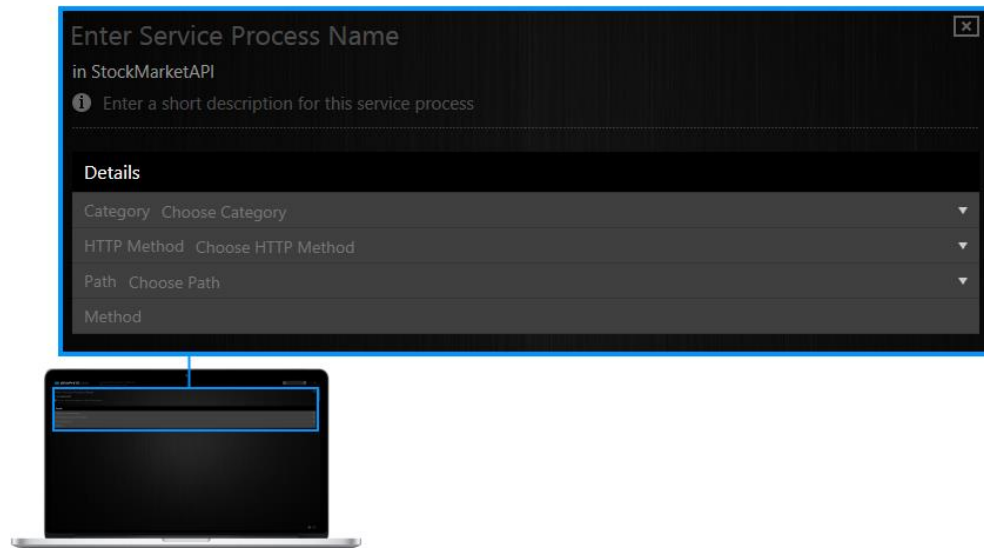 Enter Service Process Name
in StockMarketAPI
Enter a short description for this service process
Details
Category Choose Category
HTTP Method Choose HTTP Method
Path Choose Path
Method